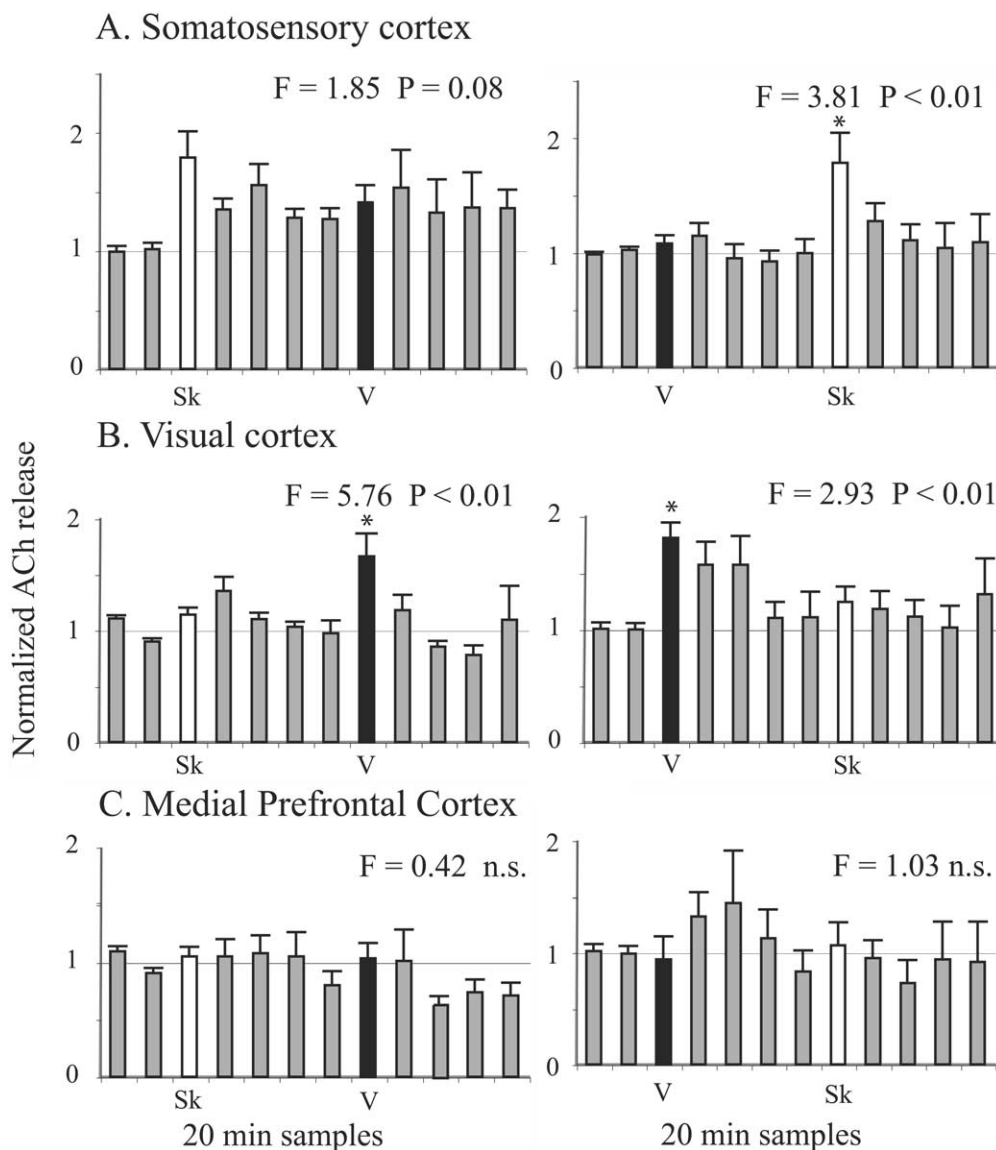 A. Somatosensory cortex
F = 1.85 P = 0.08
F = 3.81 P < 0.01
*
2
1
0
2
1
0
Sk
V
V
Sk
B. Visual cortex
Normalized ACh release
F = 5.76 P < 0.01
*
F = 2.93 P < 0.01
*
2
1
0
2
1
0
Sk
V
V
Sk
C. Medial Prefrontal Cortex
F = 0.42 n.s.
F = 1.03 n.s.
2
1
0
2
1
0
Sk
V
V
Sk
20 min samples
20 min samples